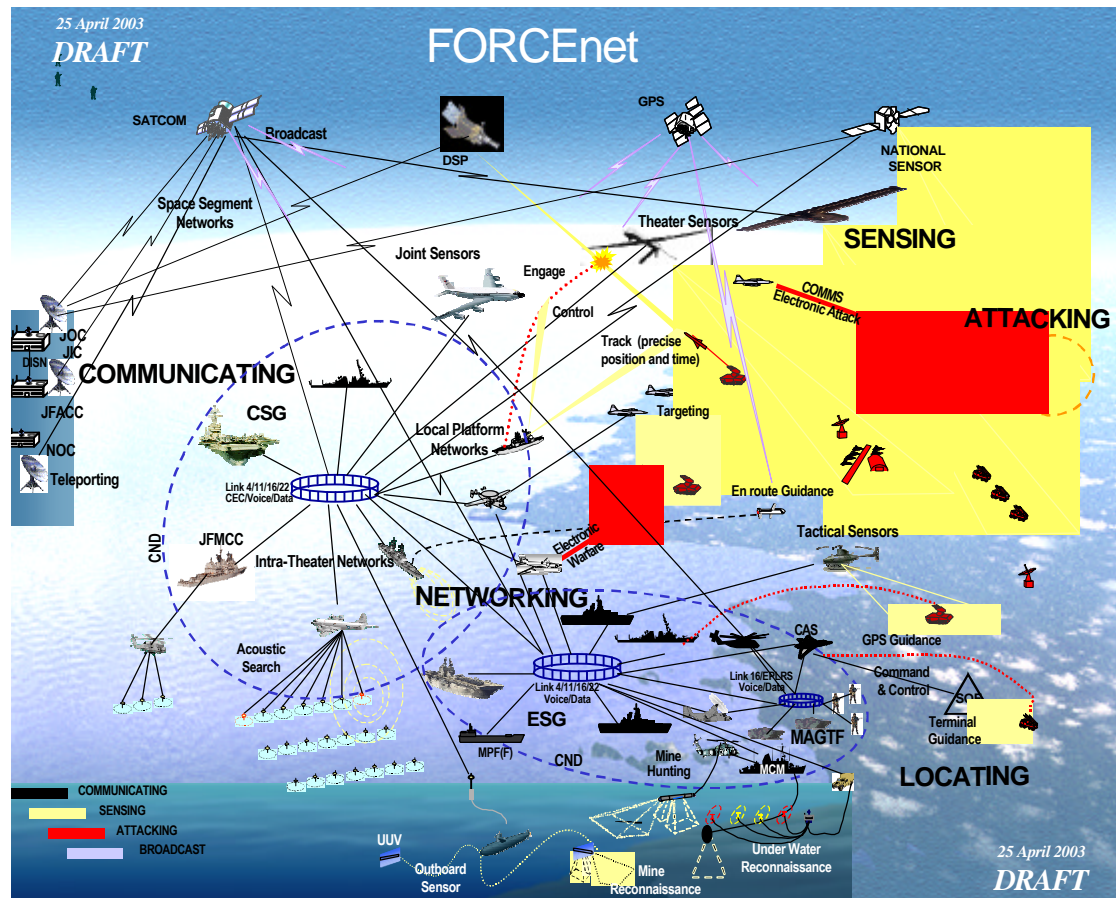 25 April 2003
DRAFT
FORCEnet
SATCOM
Broadcast
DSP
GPS
NATIONAL
SENSOR
Space Segment
Networks
Theater Sensors
SENSING
Joint Sensors
Engage
Control
COMMS
Electronic Attack
ATTACKING
JOC
DISN
JIC
JFACC
NOC
Teleporting
COMMUNICATING
CSG
Track (precise
position and time)
Targeting
Local Platform
Networks
Link 4/11/16/22
CEC/Voice/Data
En route Guidance
Electronic
Warfare
Tactical Sensors
CND
JFMCC
Intra-Theater Networks
NETWORKING
Acoustic
Search
CAS
GPS Guidance
Link 4/11/16/22
Voice/Data
Link 16/EPLRS
Voice/Data
Command
& Control
SOF
Terminal
Guidance
ESG
MAGTF
MPF(F)
CND
Mine
Hunting
MCM
LOCATING
COMMUNICATING
SENSING
ATTACKING
BROADCAST
UUV
Outboard
Sensor
Mine
Reconnaissance
Under Water
Reconnaissance
25 April 2003
DRAFT